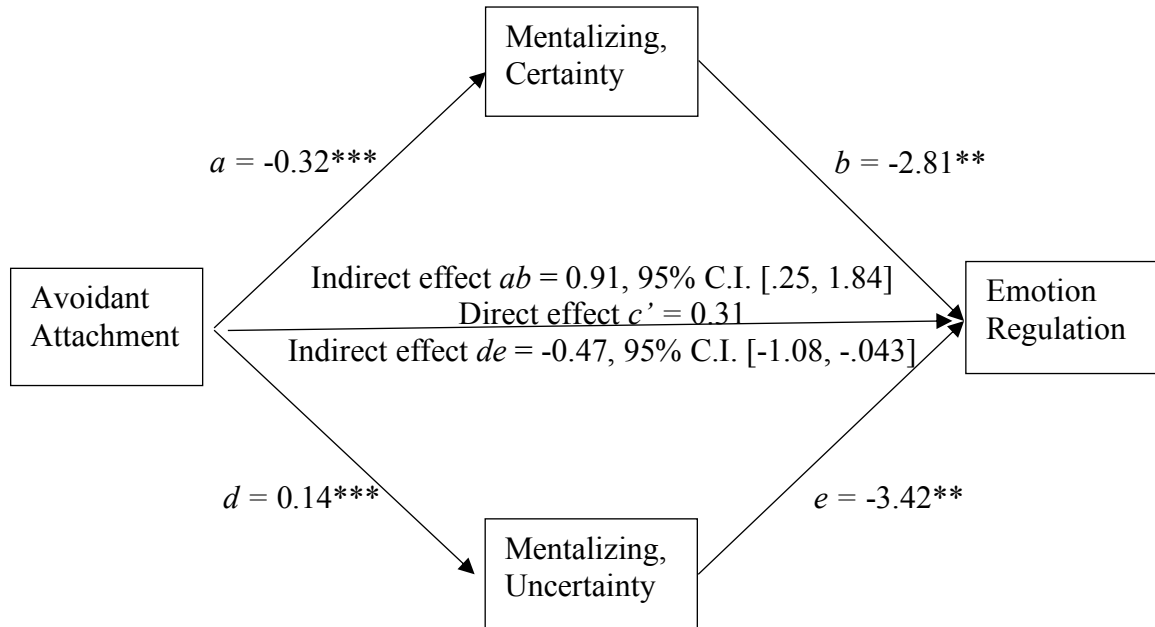 Mentalizing,
Certainty
a = -0.32***
b = -2.81**
Indirect effect ab = 0.91, 95% C.I. [.25, 1.84]
Avoidant
Attachment
Direct effect c’ = 0.31
Emotion
Regulation
Indirect effect de = -0.47, 95% C.I. [-1.08, -.043]
d = 0.14***
e = -3.42**
Mentalizing,
Uncertainty